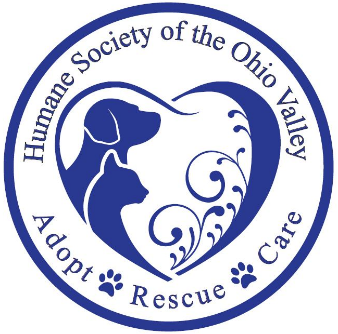 Humane Society of the Ohio Valley
Adopt Rescue Care